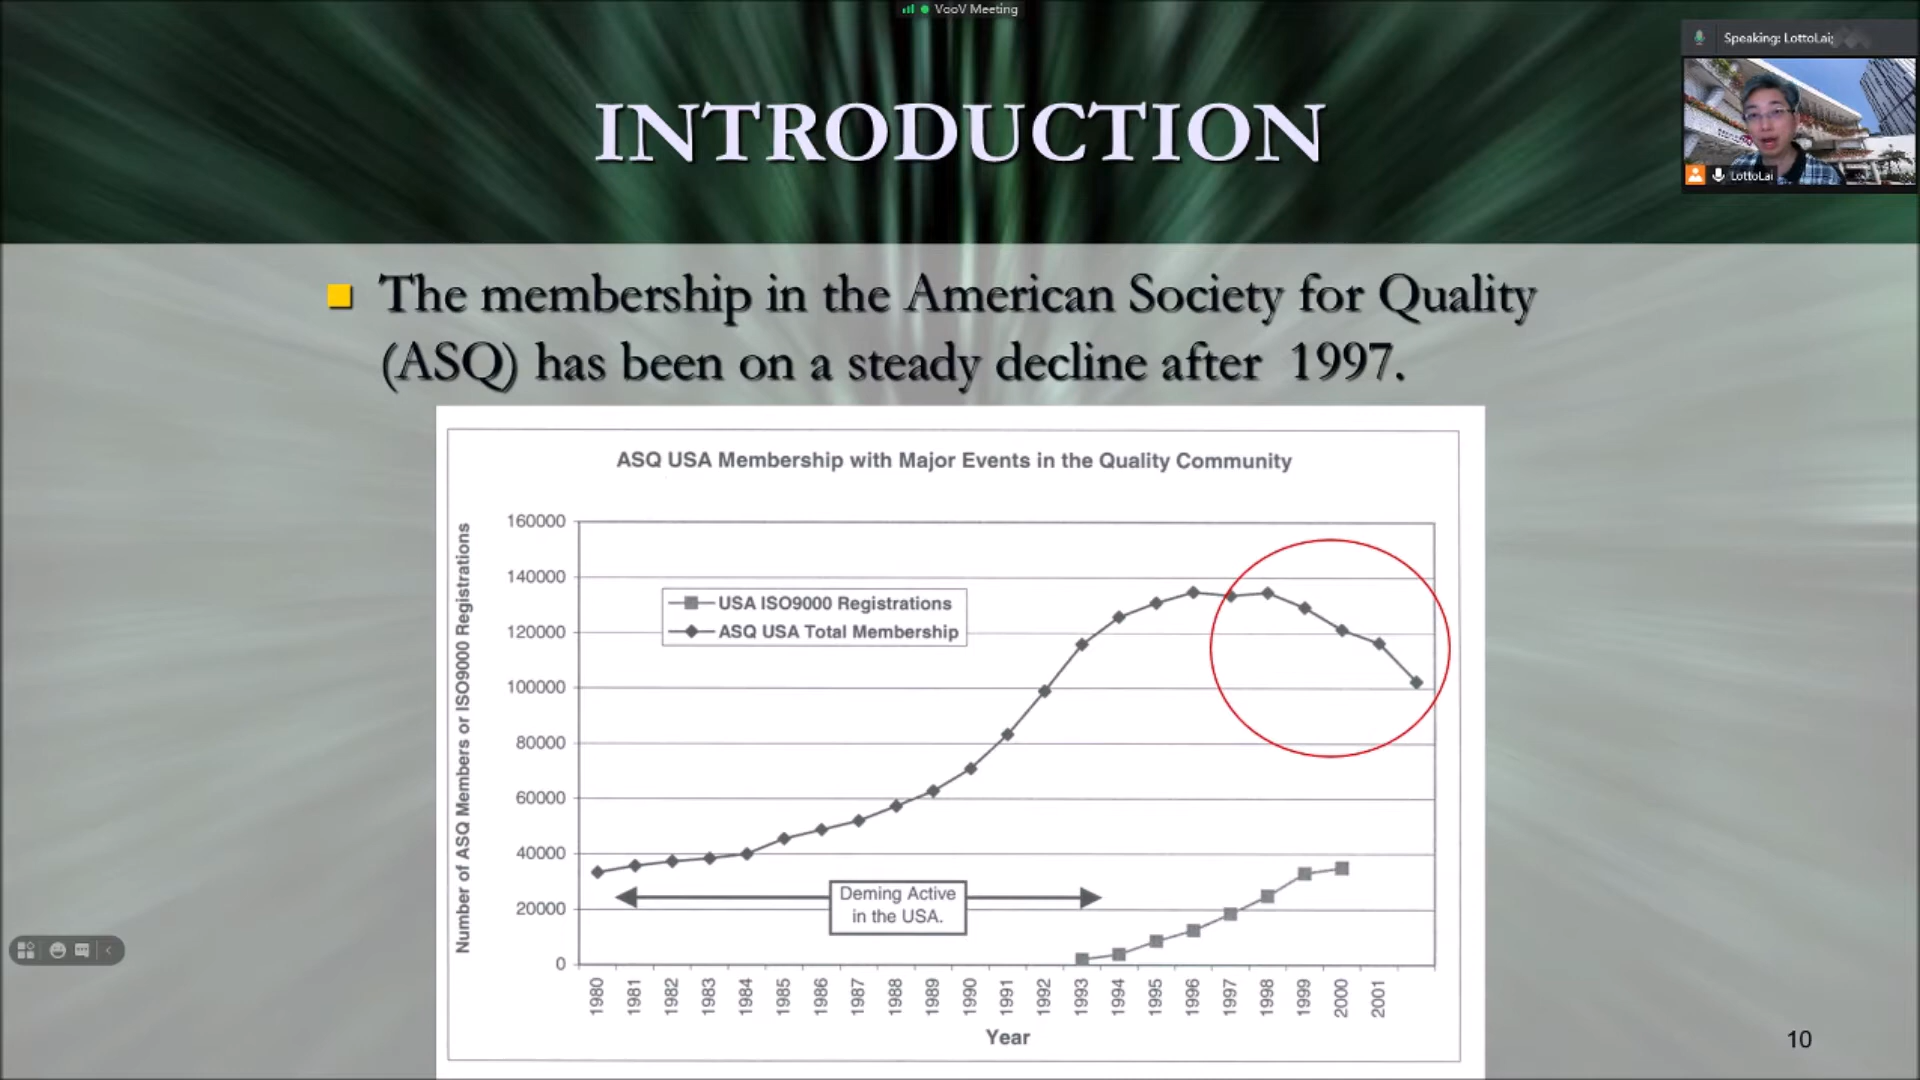 VooV Meeting
Speaking: LottoLai;
LottoLai
INTRODUCTION
The membership in the American Society for Quality
(ASQ) has been on a steady decline after 1997.
ASQ USA Membership with Major Events in the Quality Community
Number of ASQ Members or ISO9000 Registrations
160000
140000
120000
100000
80000
60000
40000
20000
0
USA ISO9000 Registrations
ASQ USA Total Membership
Deming Active
in the USA.
1980 1981 1982 1983 1984 1985 1986 1987 1988 1989 1990 1991 1992 1993 1994 1995 1996 1997 1998 1999 2000 2001
Year
10